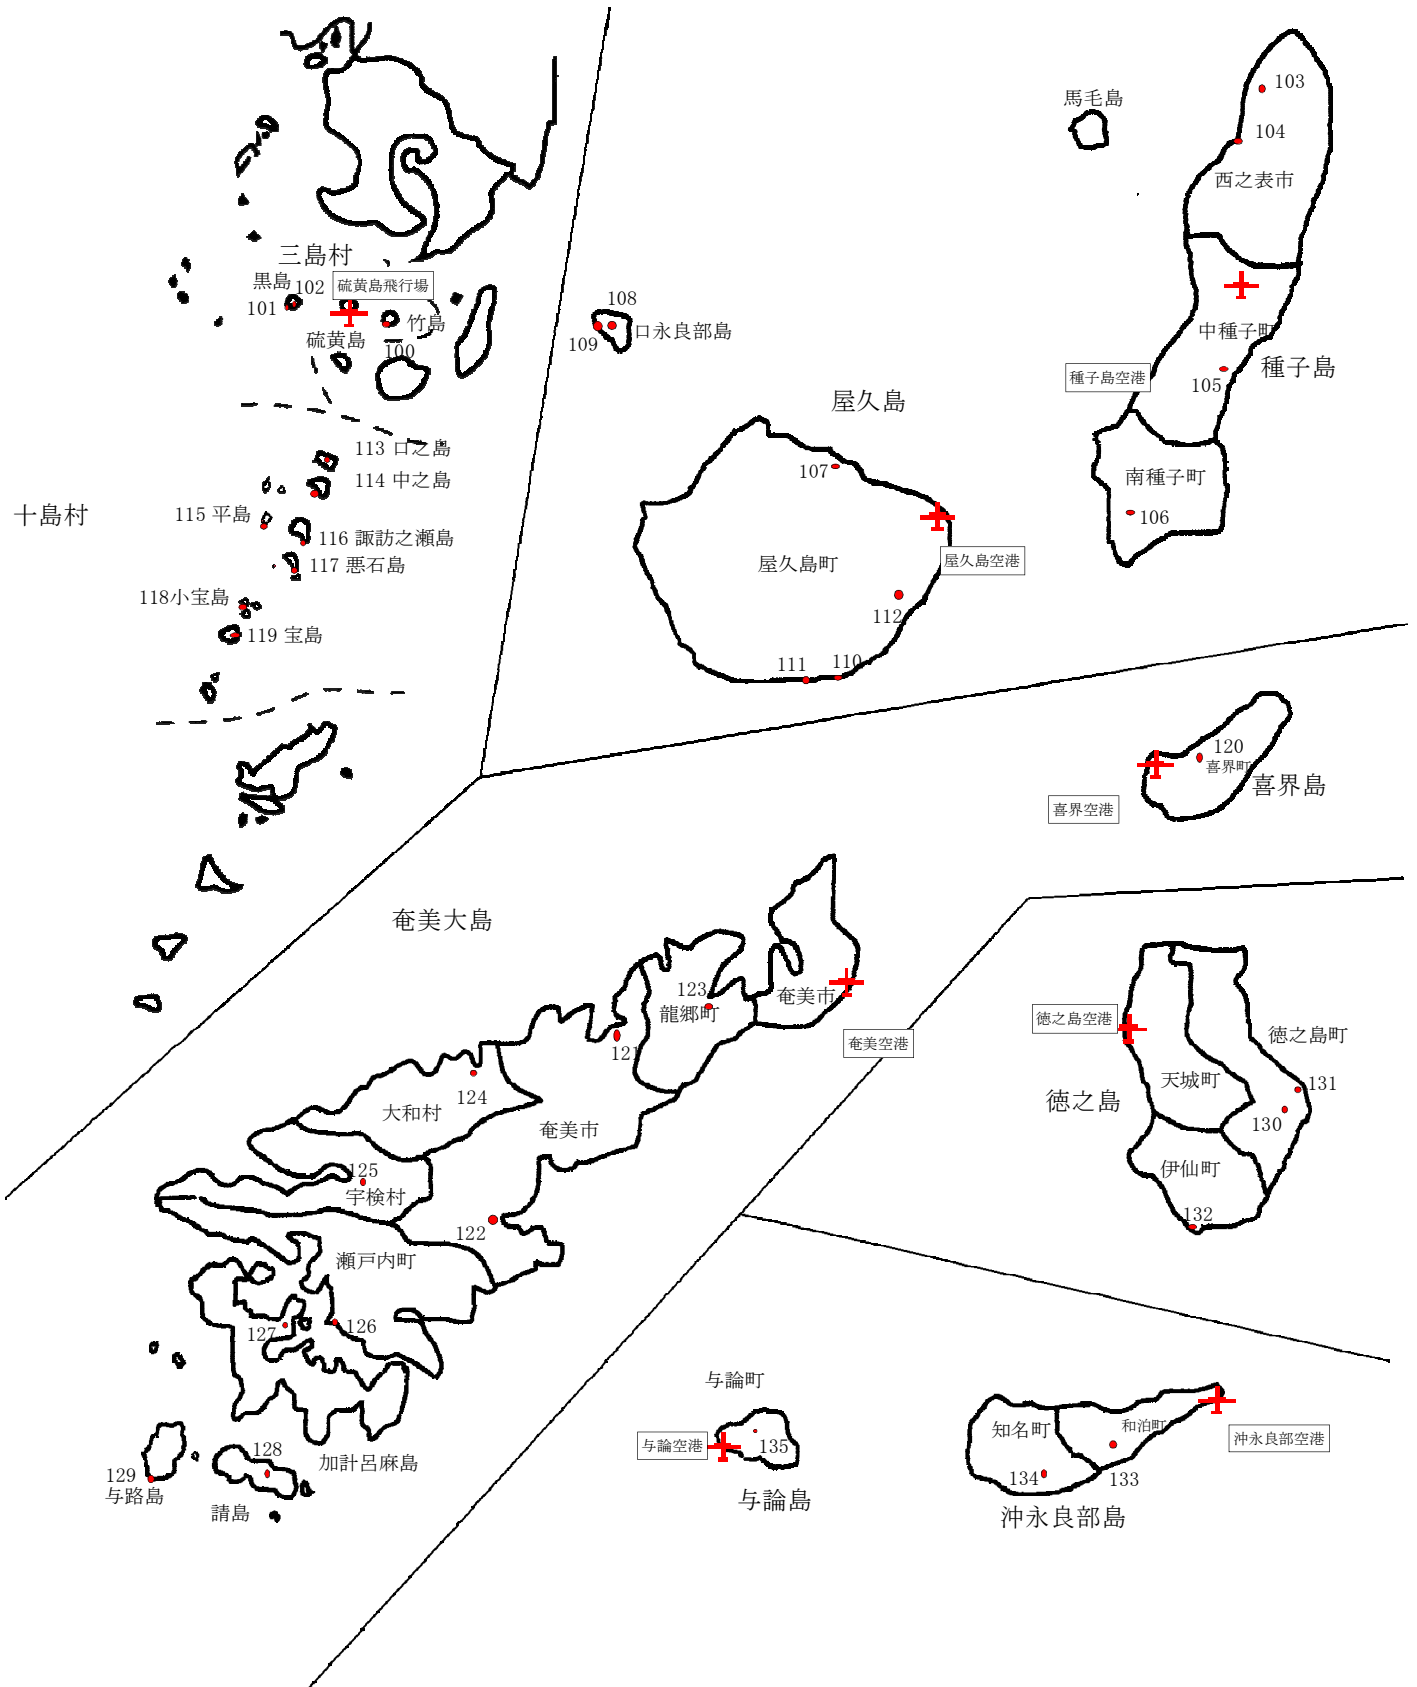 三島村
黒島
102
101
硫黄島飛行場
硫黄島
竹島
100
113 口之島
114 中之島
115 平島
116 諏訪之瀬島
117 悪石島
118小宝島
119 宝島
十島村
馬毛島
103
104
西之表市
中種子町
種子島
種子島空港
105
南種子町
106
108
109
口永良部島
屋久島
107
屋久島町
屋久島空港
112
111
110
120
喜界町
喜界島
喜界空港
奄美大島
123
龍郷町
奄美市
奄美空港
121
124
大和村
奄美市
125
宇検村
122
瀬戸内町
127
126
加計呂麻島
128
129
与路島
請島
徳之島空港
徳之島町
天城町
徳之島
131
130
伊仙町
132
与論町
与論空港
135
与論島
知名町
和泊町
沖永良部空港
134
133
沖永良部島